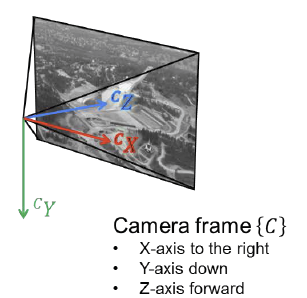 cZ
cX
cY
Camera frame {C}
• X-axis to the right
• Y-axis down
• Z-axis forward